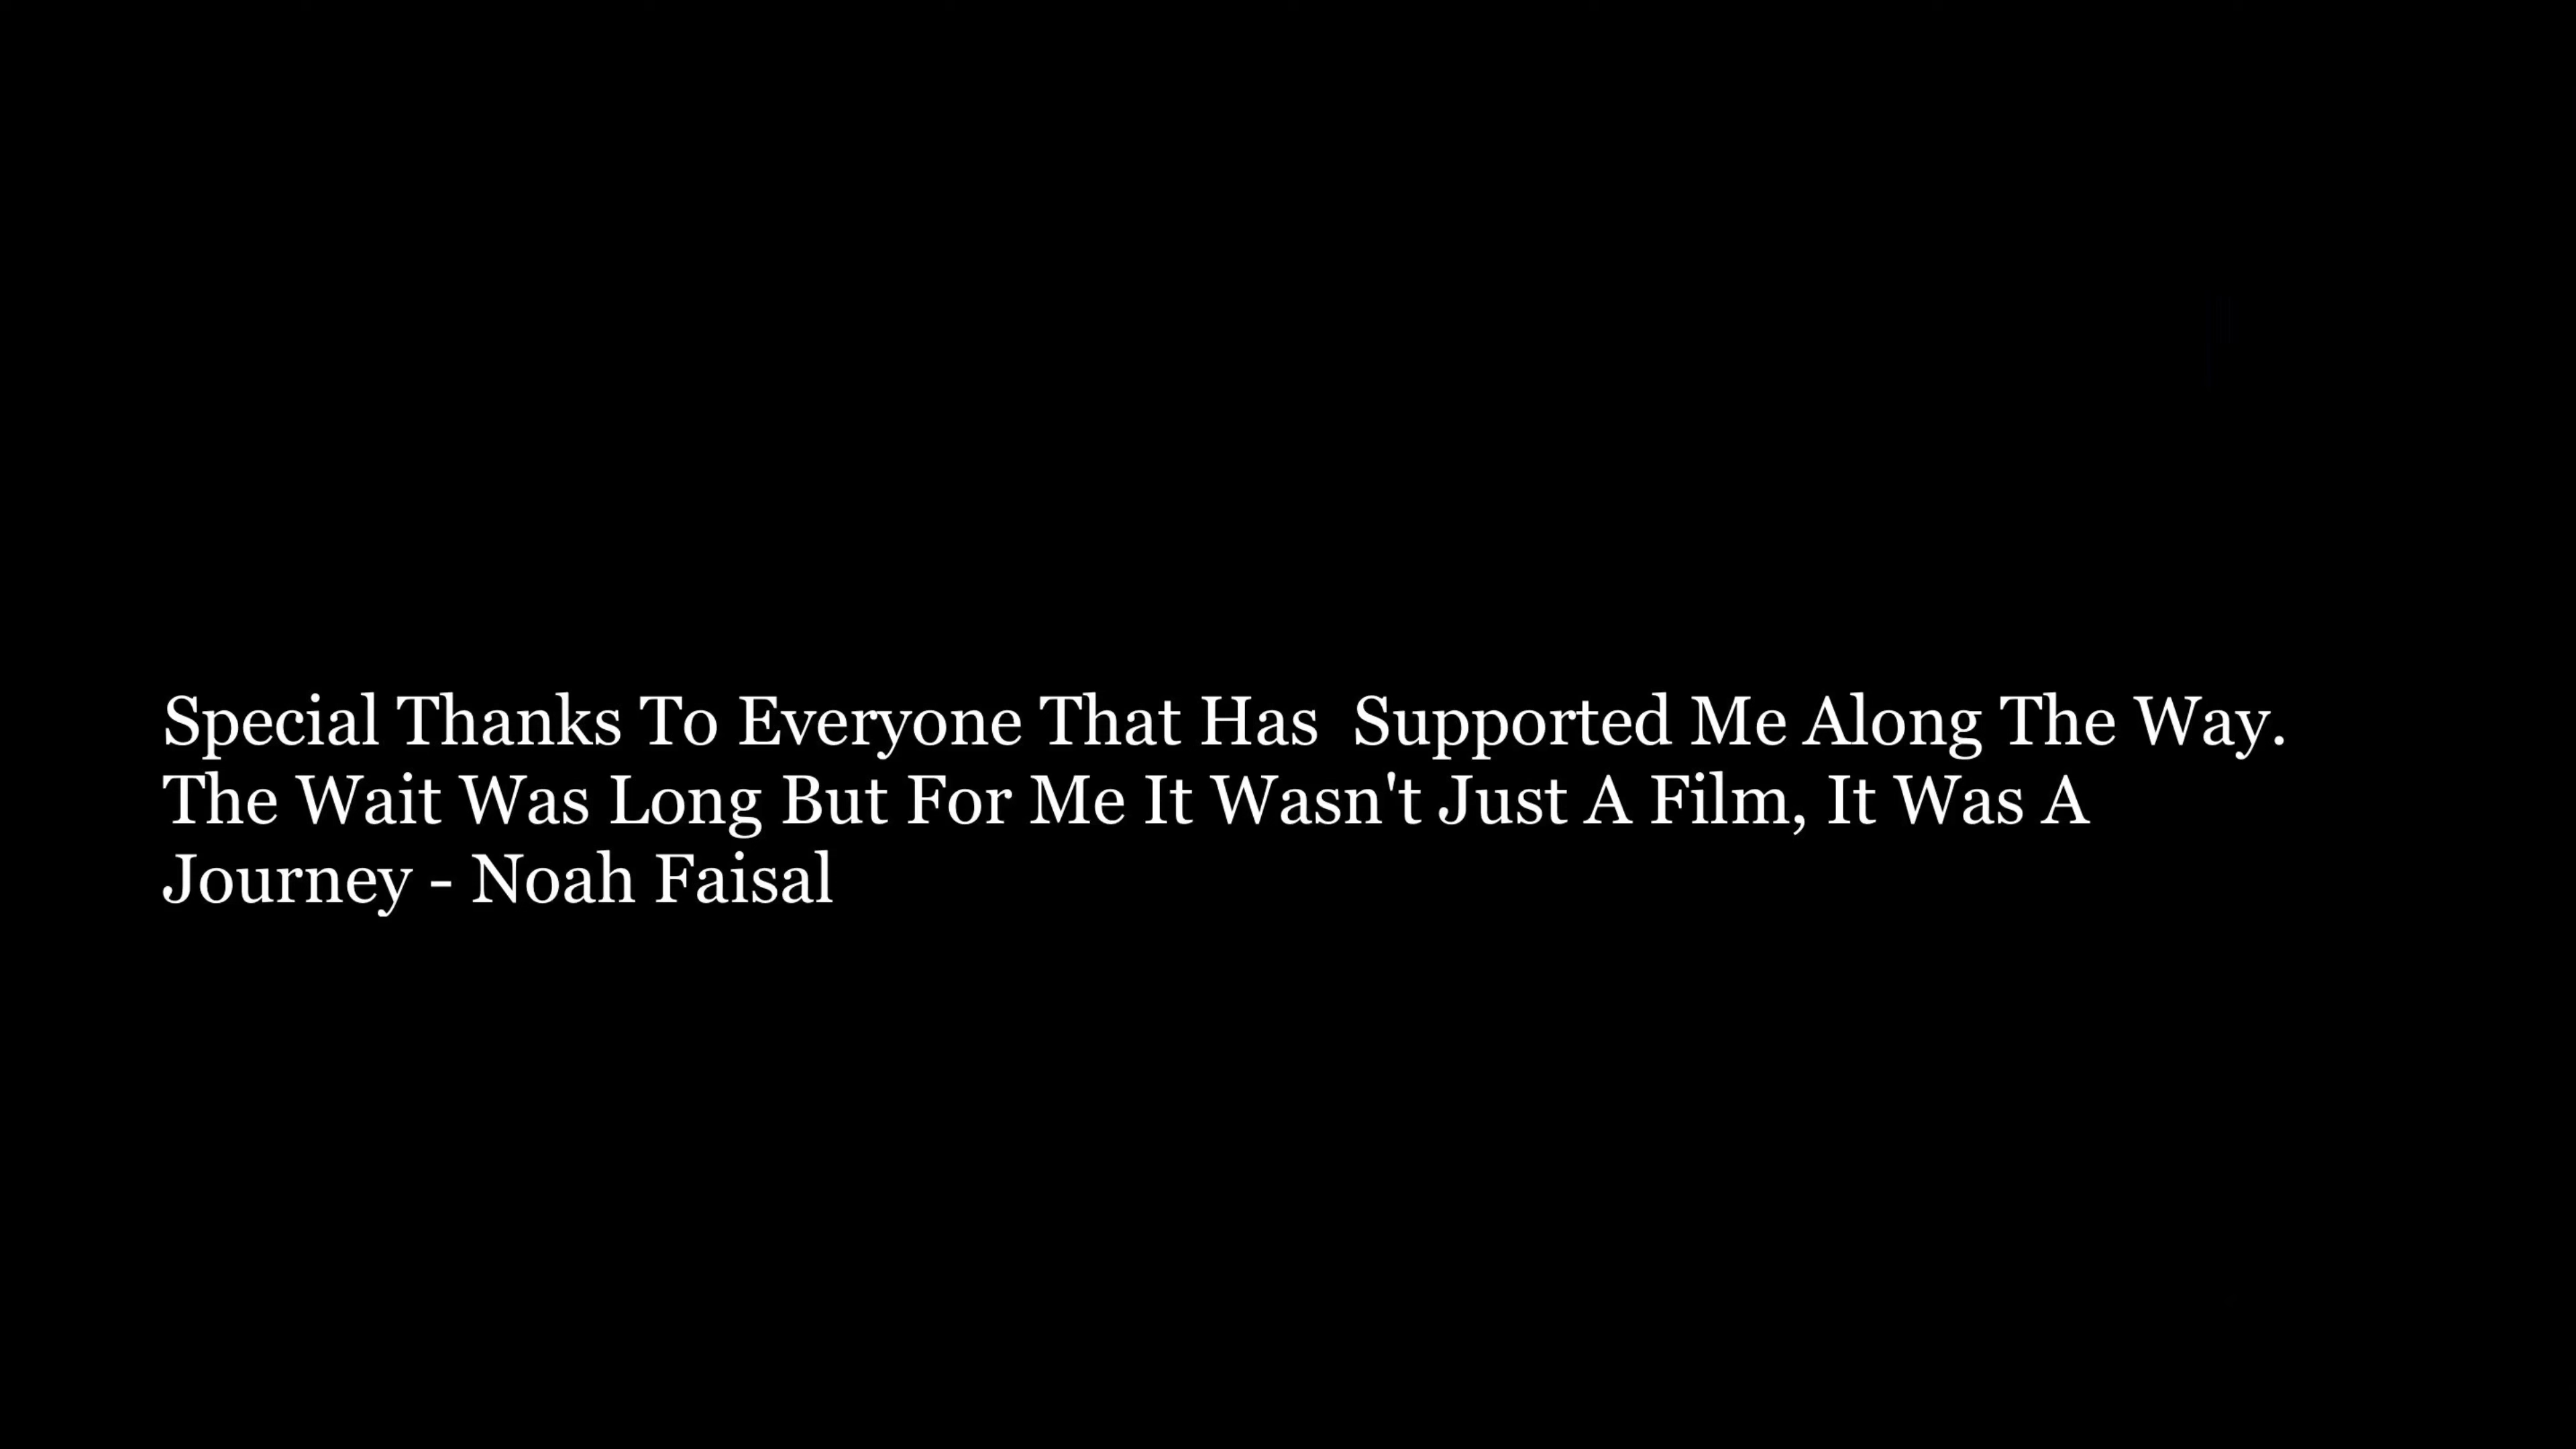 Special Thanks To Everyone That Has  Supported Me Along The Way.
The Wait Was Long But For Me It Wasn't Just A Film, It Was A
Journey - Noah Faisal